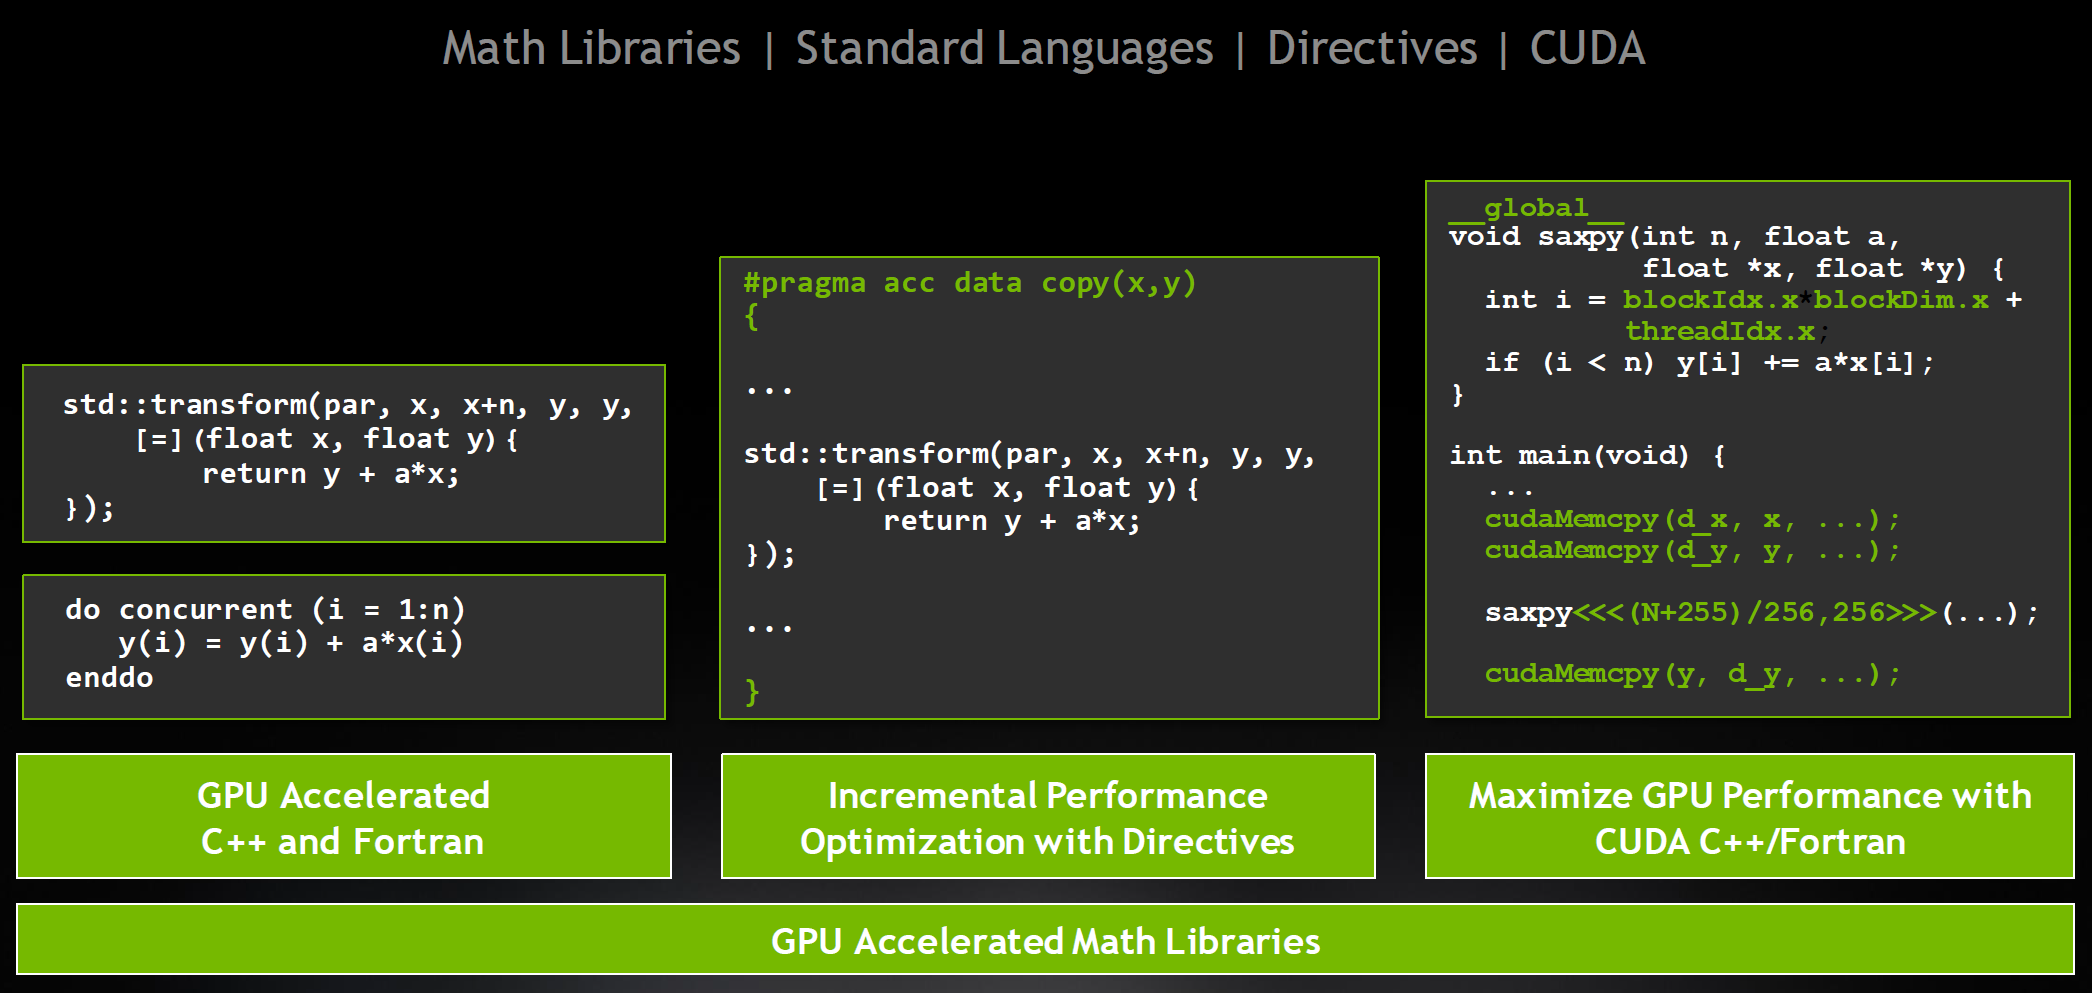 Math Libraries | Standard Languages | Directives | CUDA
std::transform(par, x, x+n, y, y,
    [=](float x, float y){
        return y + a*x;
});
do concurrent (i = 1:n)
   y(i) = y(i) + a*x(i)
enddo
GPU Accelerated
C++ and Fortran
#pragma acc data copy(x,y)
{
...
std::transform(par, x, x+n, y, y,
    [=](float x, float y){
        return y + a*x;
});
...
}
Incremental Performance
Optimization with Directives
__global__
void saxpy(int n, float a,
           float *x, float *y) {
  int i = blockIdx.x*blockDim.x +
          threadIdx.x;
  if (i < n) y[i] += a*x[i];
}
int main(void) {
  ...
  cudaMemcpy(d_x, x, ...);
  cudaMemcpy(d_y, y, ...);
  saxpy<<<(N+255)/256,256>>>(...);
  cudaMemcpy(y, d_y, ...);
Maximize GPU Performance with
CUDA C++/Fortran
GPU Accelerated Math Libraries